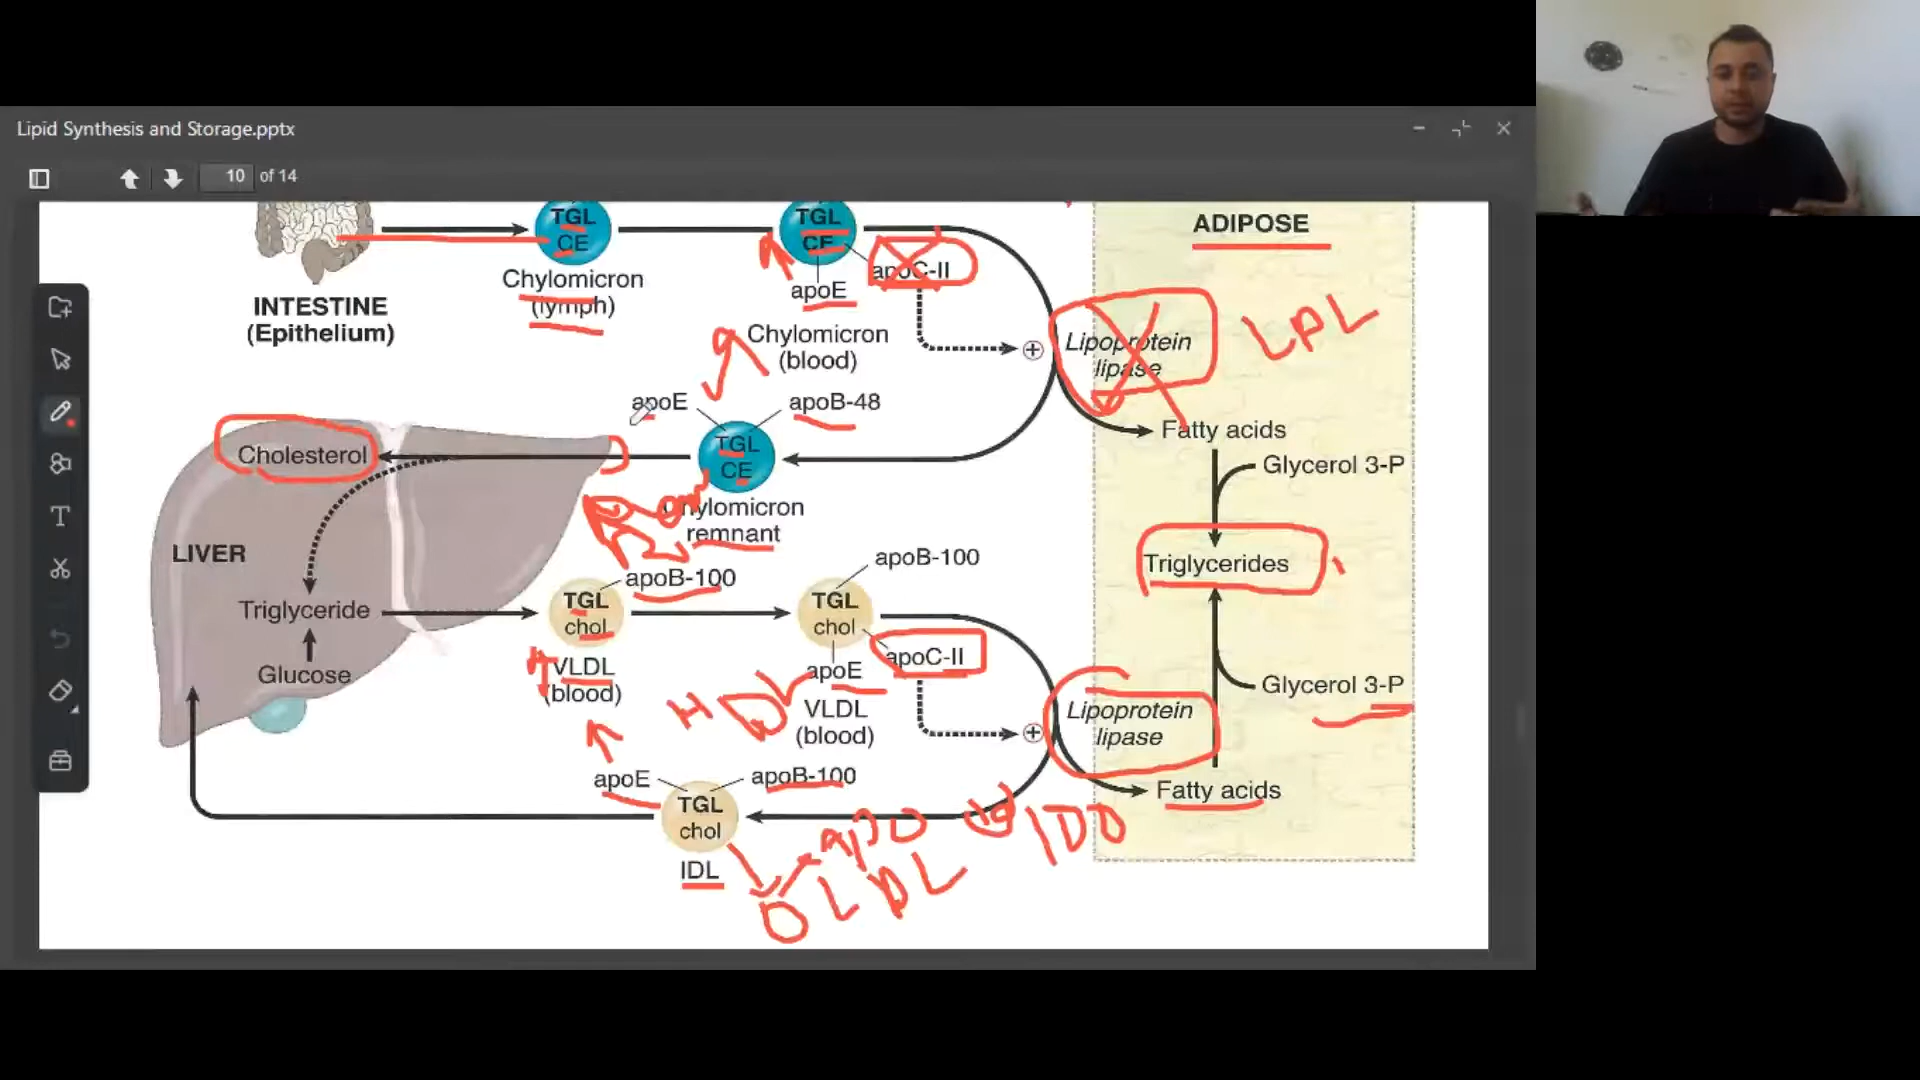 Lipid Synthesis and Storage.pptx
10 of 14
TGL
CE
TGL
CE
ADIPOSE
apoC-II
Chylomicron
(lymph)
apoE
INTESTINE
(Epithelium)
Chylomicron
(blood)
Lipoprotein
lipase
LPL
apoE
apoB-48
Fatty acids
Cholesterol
TGL
CE
Glycerol 3-P
Chylomicron
remnant
LIVER
apoB-100
Triglycerides
apoB-100
TGL
chol
TGL
chol
Triglyceride
apoC-II
VLDL
(blood)
apoE
Glucose
Glycerol 3-P
HDL
VLDL
(blood)
Lipoprotein
lipase
apoE
apoB-100
Fatty acids
TGL
chol
100
IDL
LDL
T